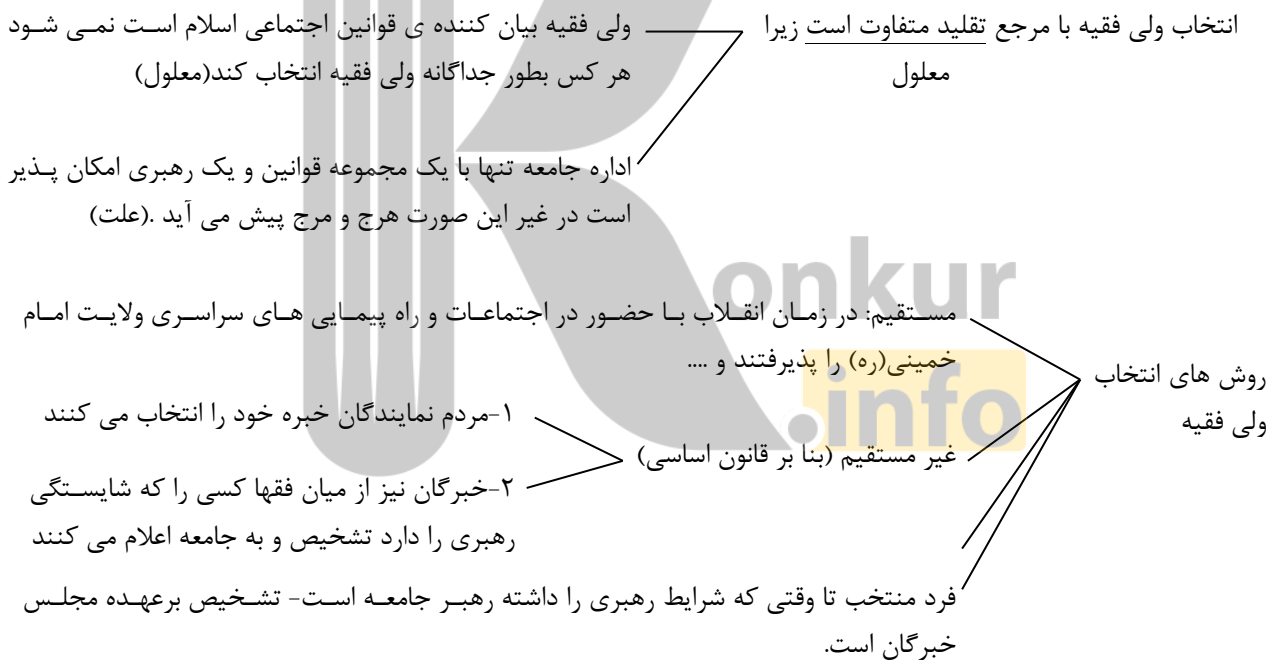 انتخاب ولی فقیه با مرجع تقلید متفاوت است زیرا
معلول
ولی فقیه بیان کننده ی قوانین اجتماعی اسلام است نمی شود
هر کس بطور جداگانه ولی فقیه انتخاب کند(معلول)
اداره جامعه تنها با یک مجموعه قوانین و یک رهبری امکان پذیر
است در غیر این صورت هرج و مرج پیش می آید .(علت)
روش های انتخاب
ولی فقیه
مستقیم: در زمان انقلاب با حضور در اجتماعات و راه پیمایی های سراسری ولایت امام
خمینی(ره) را پذیرفتند و ....
غیر مستقیم (بنا بر قانون اساسی)
۱-مردم نمایندگان خبره خود را انتخاب می کنند
۲-خبرگان نیز از میان فقها کسی را که شایستگی
رهبری را دارد تشخیص و به جامعه اعلام می کنند
فرد منتخب تا وقتی که شرایط رهبری را داشته رهبر جامعه است- تشخیص برعهده مجلس
خبرگان است.
Konkur
.info